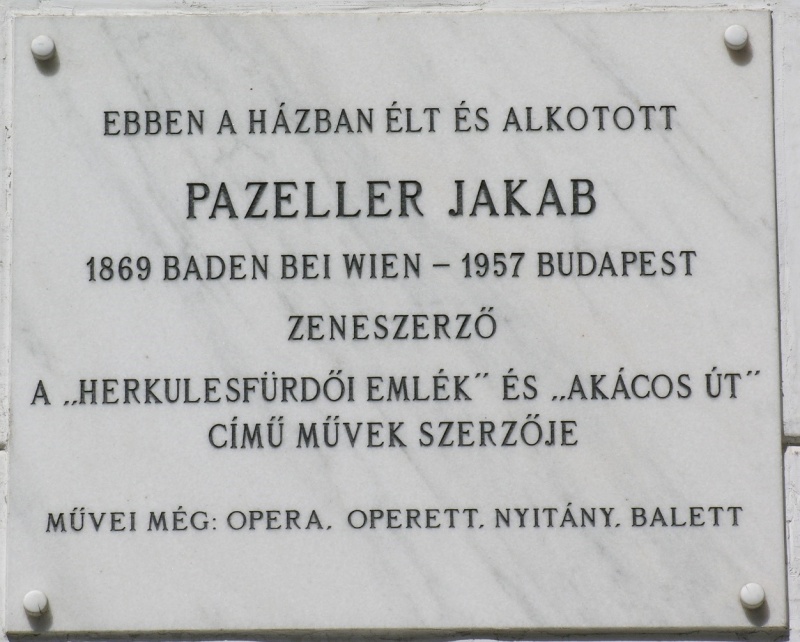 EBBEN A HÁZBAN ÉLT ÉS ALKOTOTT
PAZELLER JAKAB
1869 BADEN BEI WIEN – 1957 BUDAPEST
ZENESZERZŐ
A „HERKULESFÜRDŐI EMLÉK” ÉS „AKÁCOS ÚT”
CÍMŰ MŰVEK SZERZŐJE
MŰVEI MÉG: OPERA, OPERETT, NYITÁNY, BALETT